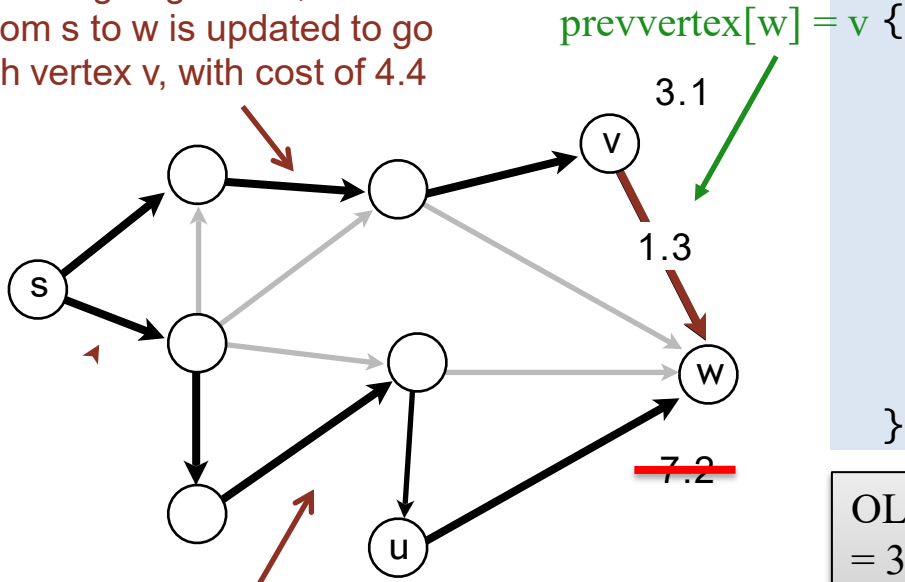 om s to w is updated to go
h vertex v, with cost of 4.4
prevvertex[w] = v {
3.1
v
1.3
s
w
7.2
}
u
OL
= 3